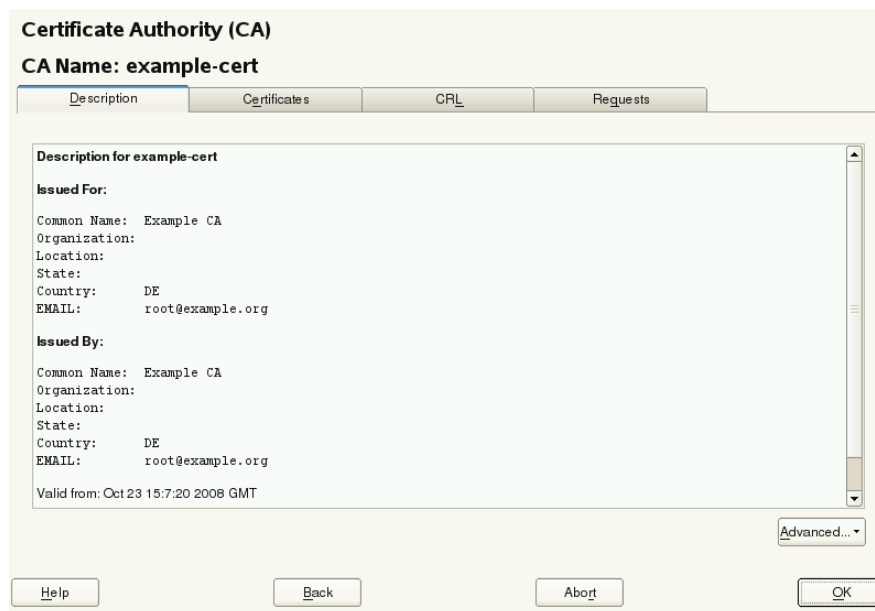 Certificate Authority (CA)
CA Name: example-cert
Description Certificates CRL Requests
Description for example-cert
Issued For:
Common Name: Example CA
Organization:
Location:
State:
Country: DE
EMAIL: root@example.org
Issued By:
Common Name: Example CA
Organization:
Location:
State:
Country: DE
EMAIL: root@example.org
Valid from: Oct 23 15:7:20 2008 GMT
Advanced...
Help Back Abort OK